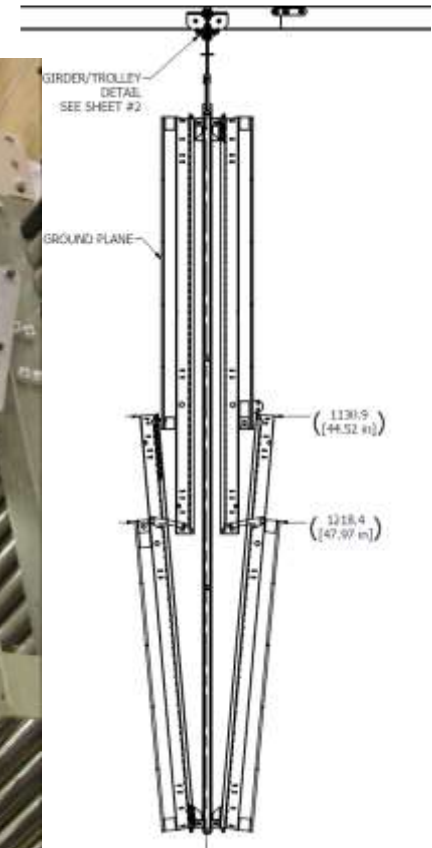 GIRDER/TROLLEY
DETAIL
SEE SHEET #2
GROUND PLANE
1130.9
[44.52 in]
1218.4
[47.97 in]